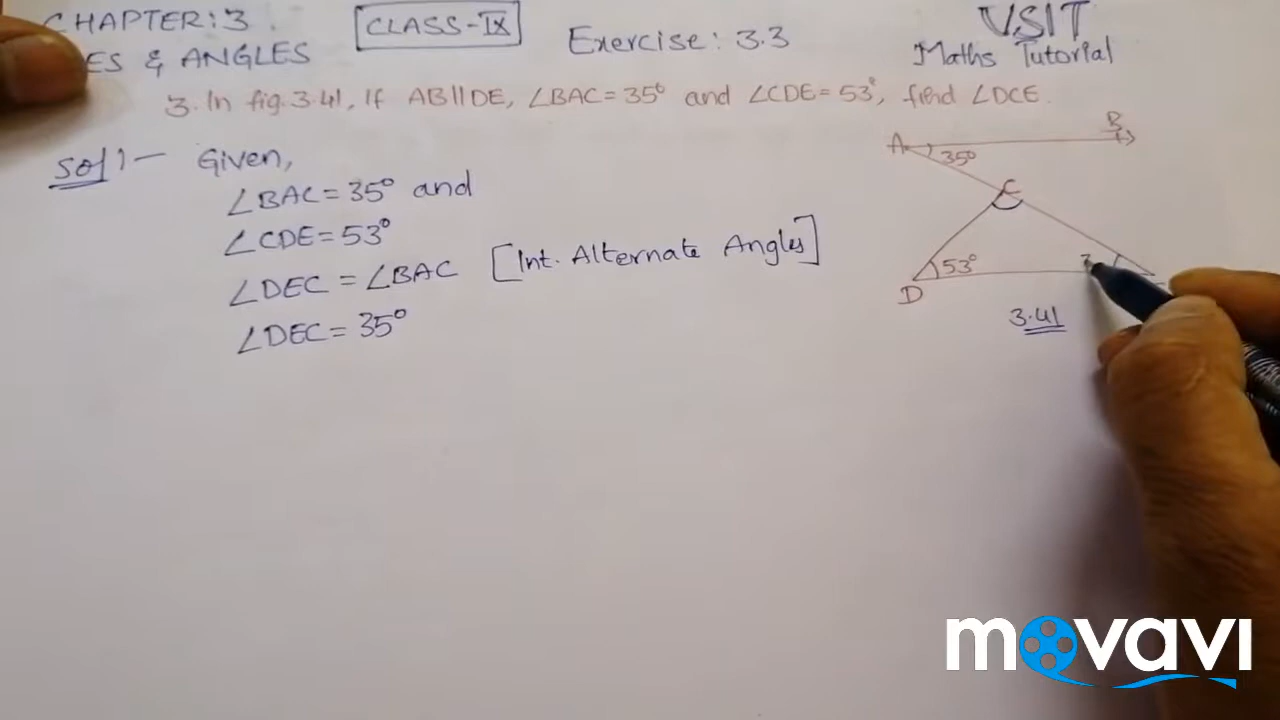 CHAPTER: 3
CLASS-IX
Exercise: 3.3
VSIT
ES & ANGLES
Maths Tutorial
3. In fig. 3.41, If AB||DE, ∠BAC = 35° and ∠CDE = 53°, find ∠DCE.
Sol:- Given,
∠BAC = 35° and
∠CDE = 53°
∠DEC = ∠BAC [Int. Alternate Angles]
∠DEC = 35°
A
B
35°
C
53°
D
3.41
movavi